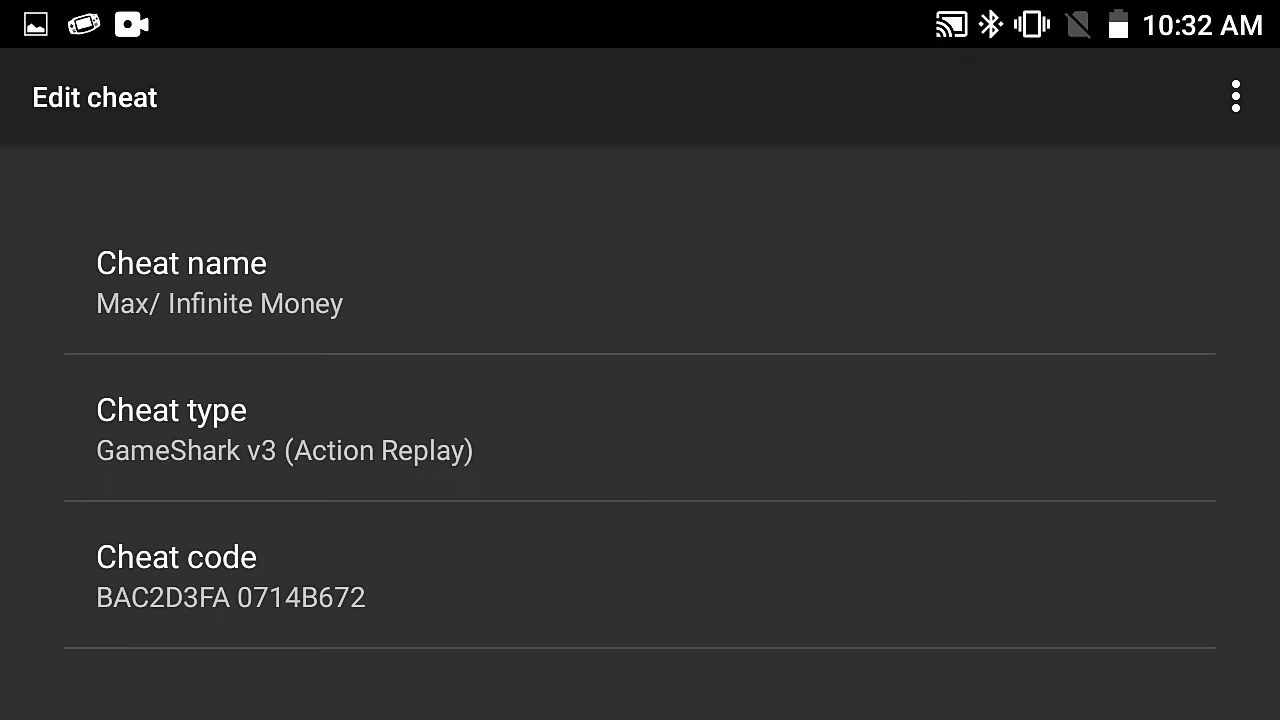 10:32 AM
Edit cheat
Cheat name
Max/ Infinite Money
Cheat type
GameShark v3 (Action Replay)
Cheat code
BAC2D3FA 0714B672